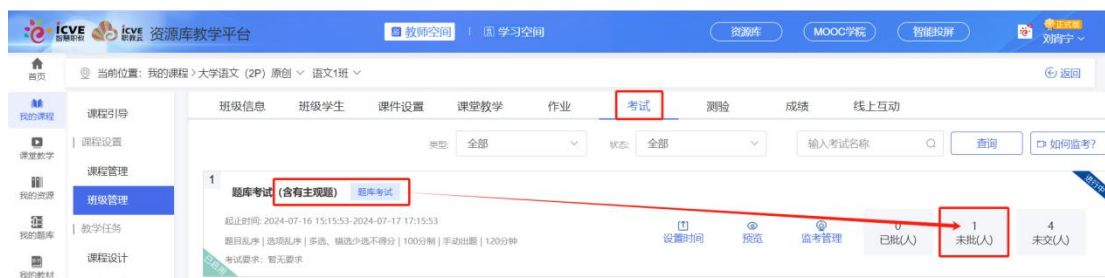 icve 智慧职教 icve 职教云 资源库教学平台 教师空间 学习空间 资源库 MOOC学院 智能投屏 正式版 刘肖宁
首页 当前位置：我的课程 > 大学语文（2P）原创 语文1班 返回
我的课程 课程引导 班级信息 班级学生 课件设置 课堂教学 作业 考试 测验 成绩 线上互动
课堂教学 课程设置 类型: 全部 状态: 全部 输入考试名称 查询 如何监考?
课程管理
我的资源 班级管理 1 题库考试（含有主观题） 题库考试 进行中
我的题库 教学任务 起止时间: 2024-07-16 15:15:53-2024-07-17 17:15:53
题目乱序 | 选项乱序 | 多选、错选少选不得分 | 100分制 | 手动出题 | 120分钟 设置时间 预览 监考管理 0 已批(人) 1 未批(人) 4 未交(人)
我的教材 课程设计 考试要求: 暂无要求